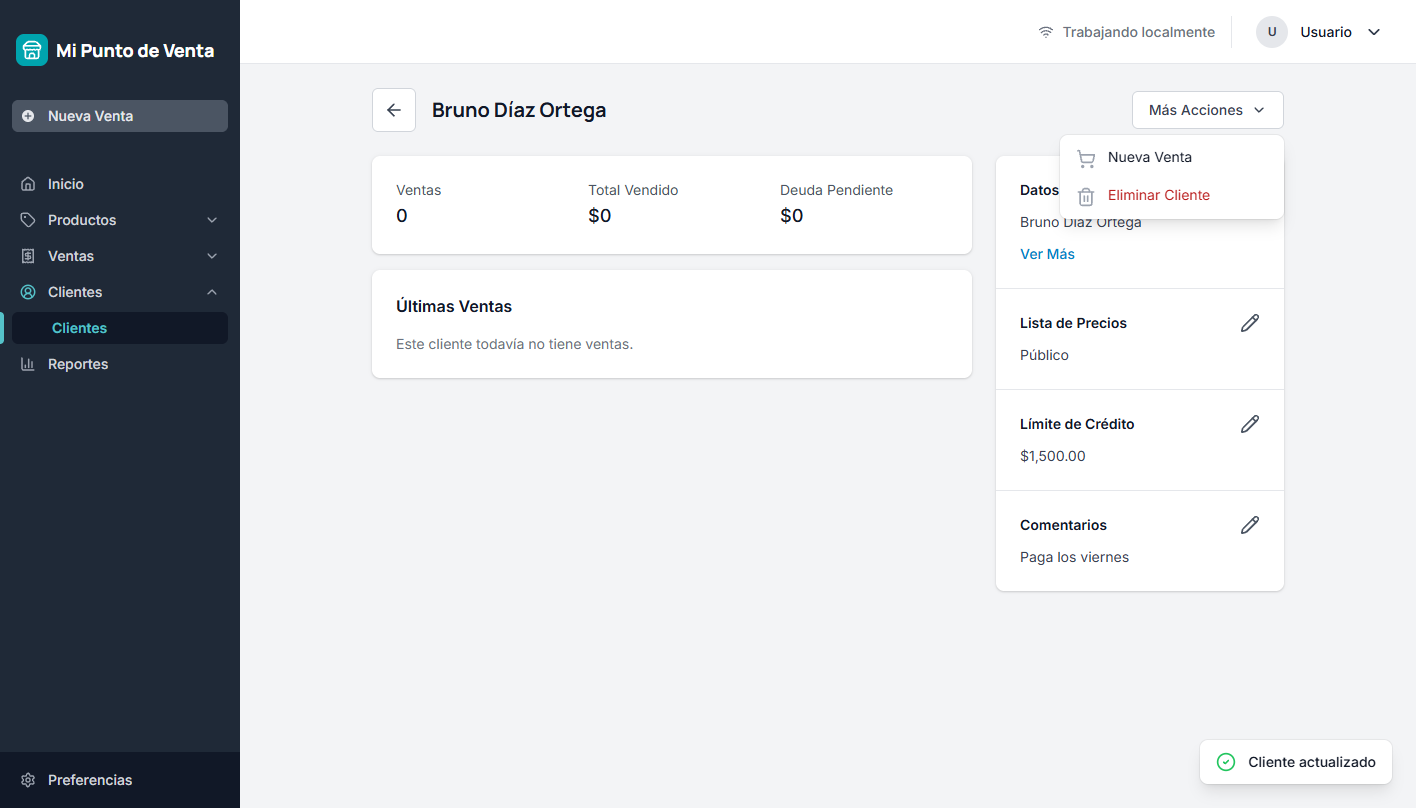 Mi Punto de Venta
Nueva Venta
Inicio
Productos
Ventas
Clientes
Clientes
Reportes
Preferencias
Trabajando localmente
U
Usuario
Bruno Díaz Ortega
Más Acciones
Nueva Venta
Eliminar Cliente
Ventas
0
Total Vendido
$0
Deuda Pendiente
$0
Últimas Ventas
Este cliente todavía no tiene ventas.
Datos
Bruno Díaz Ortega
Ver Más
Lista de Precios
Público
Límite de Crédito
$1,500.00
Comentarios
Paga los viernes
Cliente actualizado